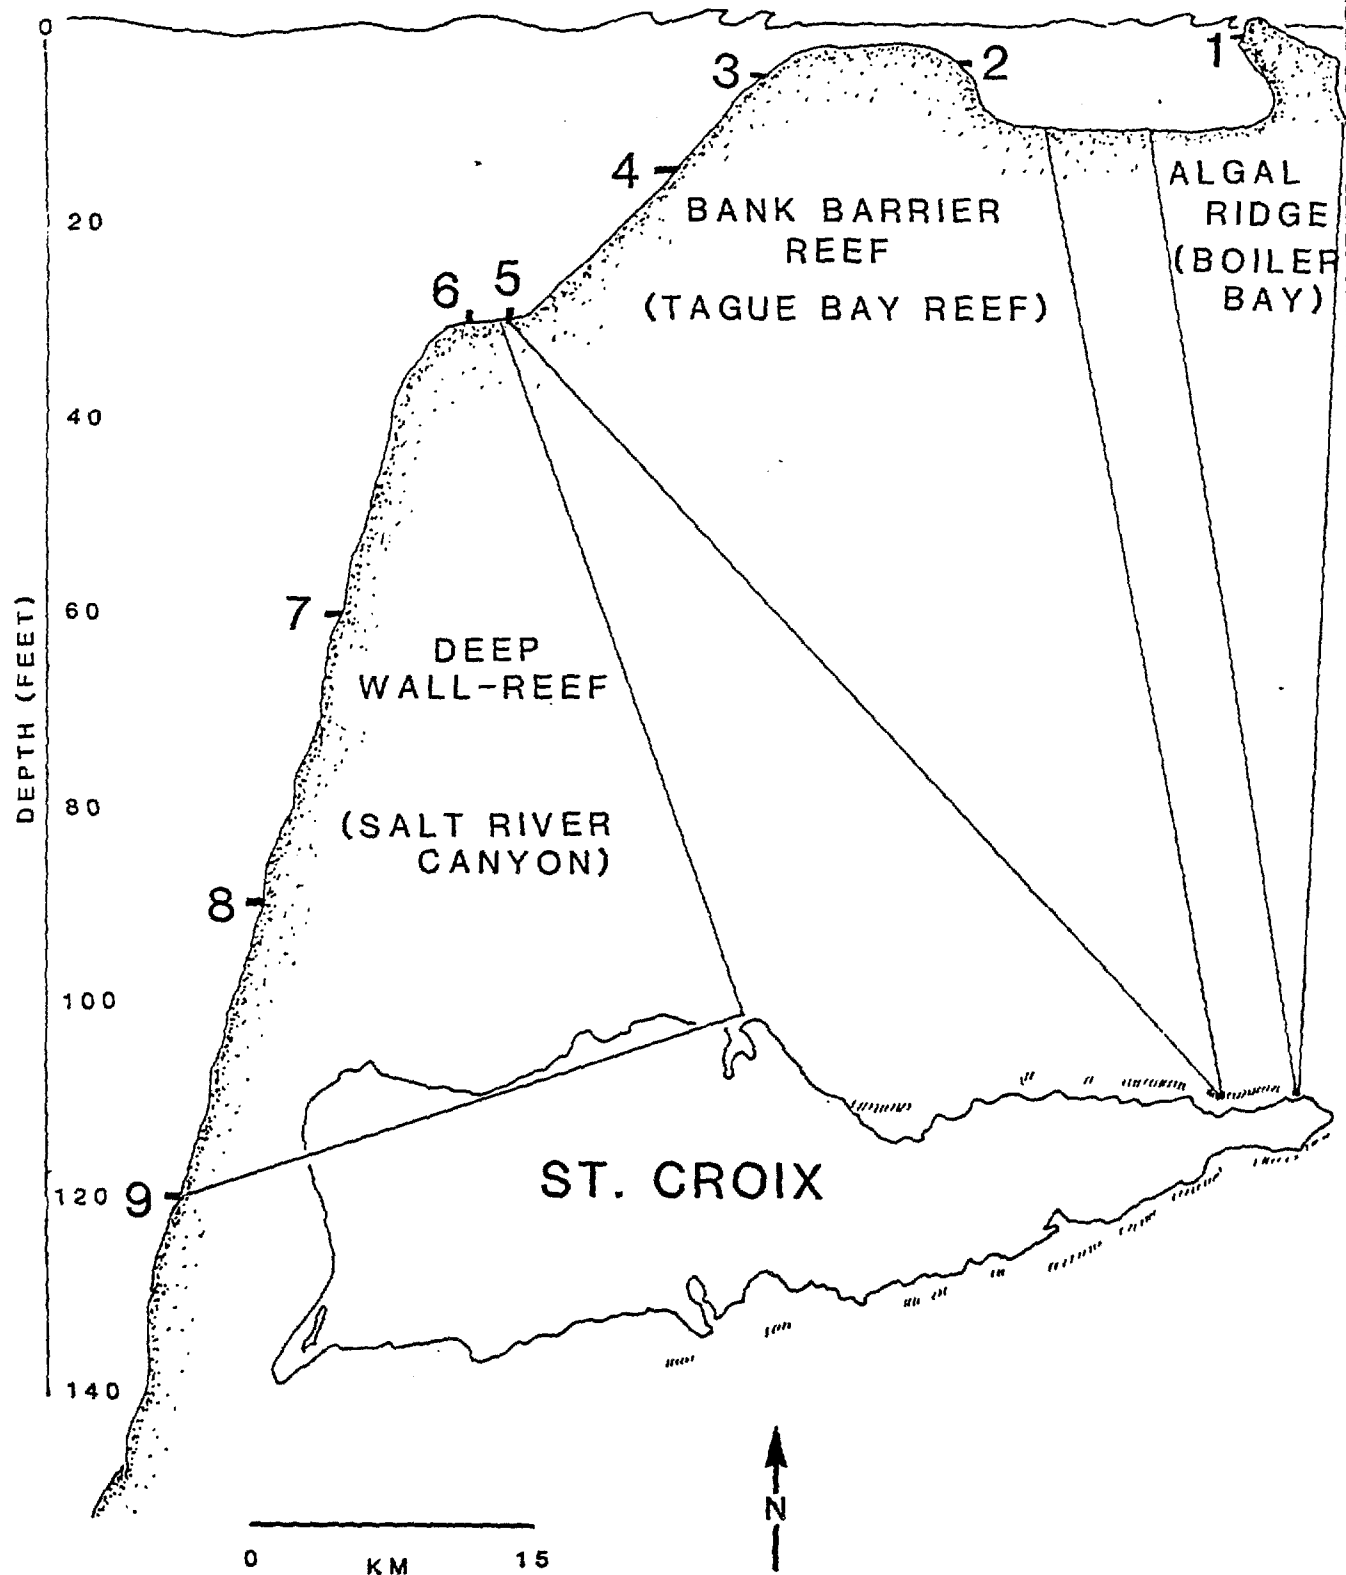 0
20
40
60
80
100
120
140
DEPTH (FEET)
1
2
3
4
5
6
7
8
9
ALGAL
RIDGE
(BOILER
BAY)
BANK BARRIER
REEF
(TAGUE BAY REEF)
DEEP
WALL-REEF
(SALT RIVER
CANYON)
ST. CROIX
N
0
15
KM